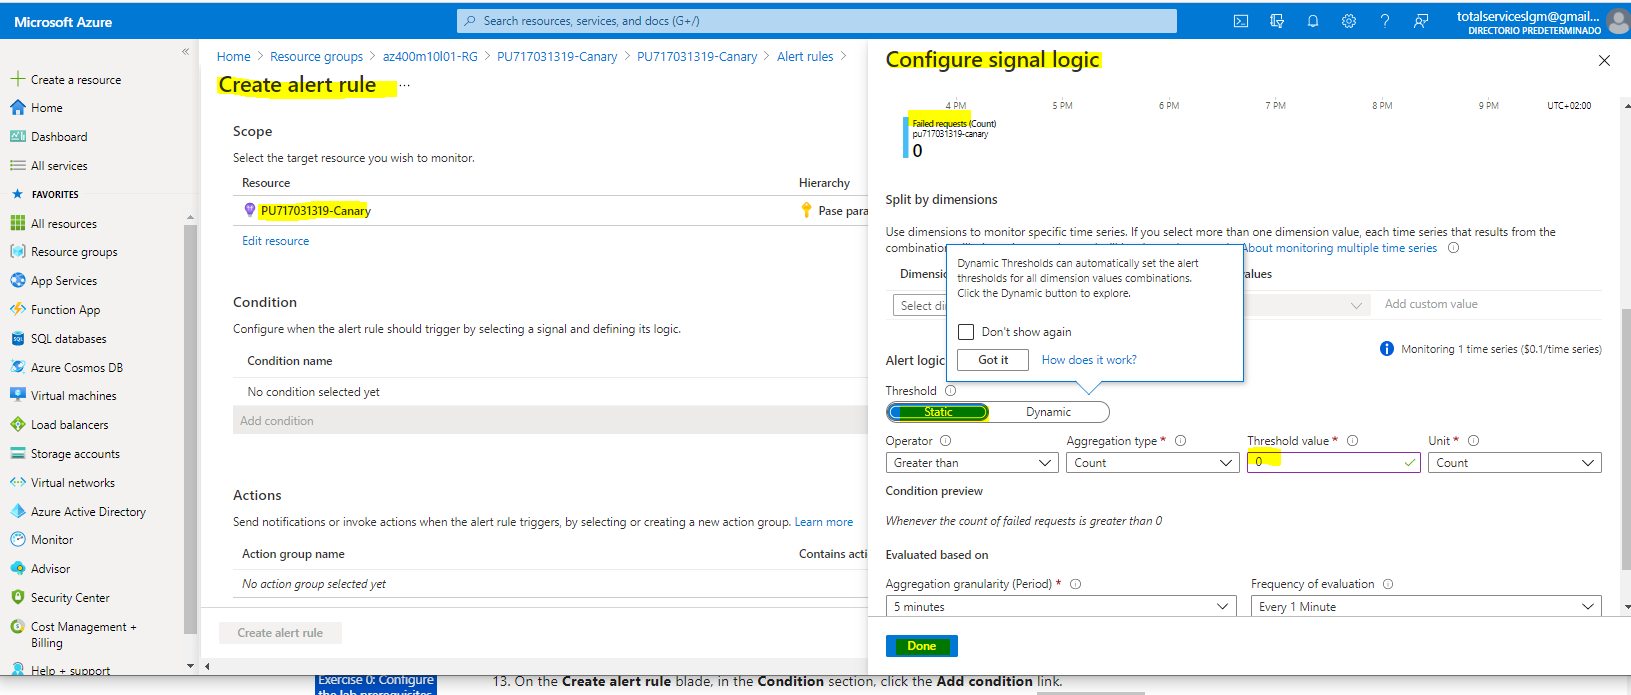 Microsoft Azure
Search resources, services, and docs (G+/)
totalserviceslgm@gmail...
DIRECTORIO PREDETERMINADO
«
Create a resource
Home
Dashboard
All services
FAVORITES
All resources
Resource groups
App Services
Function App
SQL databases
Azure Cosmos DB
Virtual machines
Load balancers
Storage accounts
Virtual networks
Azure Active Directory
Monitor
Advisor
Security Center
Cost Management +
Billing
Help + support
Home > Resource groups > az400m10l01-RG > PU717031319-Canary > PU717031319-Canary > Alert rules >
Create alert rule ...
Scope
Select the target resource you wish to monitor.
Resource Hierarchy
PU717031319-Canary Pase para
Edit resource
Condition
Configure when the alert rule should trigger by selecting a signal and defining its logic.
Condition name
No condition selected yet
Add condition
Actions
Send notifications or invoke actions when the alert rule triggers, by selecting or creating a new action group. Learn more
Action group name Contains acti
No action group selected yet
Create alert rule
Configure signal logic
4 PM 5 PM 6 PM 7 PM 8 PM 9 PM UTC+02:00
Failed requests (Count)
pu717031319-canary
0
Split by dimensions
Use dimensions to monitor specific time series. If you select more than one dimension value, each time series that results from the
combination About monitoring multiple time series
Dimensio alues
Select di Add custom value
Dynamic Thresholds can automatically set the alert
thresholds for all dimension values combinations.
Click the Dynamic button to explore.
Don't show again
Got it How does it work?
Monitoring 1 time series ($0.1/time series)
Alert logic
Threshold
Static Dynamic
Operator Aggregation type * Threshold value * Unit *
Greater than Count 0 Count
Condition preview
Whenever the count of failed requests is greater than 0
Evaluated based on
Aggregation granularity (Period) * Frequency of evaluation
5 minutes Every 1 Minute
Done
Exercise 0: Configure
the lab prerequisites
13. On the Create alert rule blade, in the Condition section, click the Add condition link.